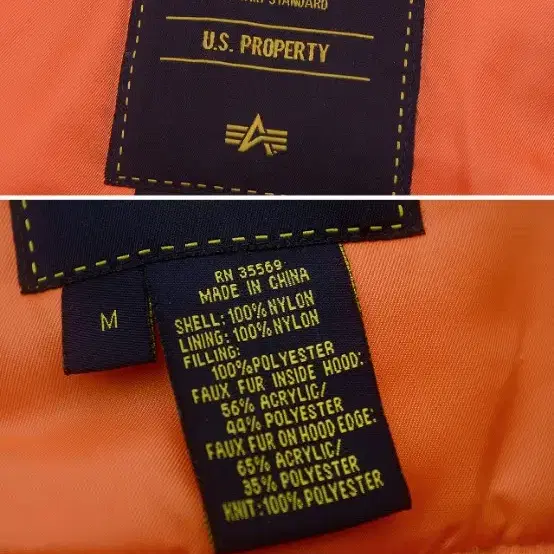 STANDARD
U.S. PROPERTY
M
RN 35569
MADE IN CHINA
SHELL: 100% NYLON
LINING: 100% NYLON
FILLING:
100% POLYESTER
FAUX FUR INSIDE HOOD:
56% ACRYLIC/
44% POLYESTER
FAUX FUR ON HOOD EDGE:
65% ACRYLIC/
35% POLYESTER
KNIT: 100% POLYESTER